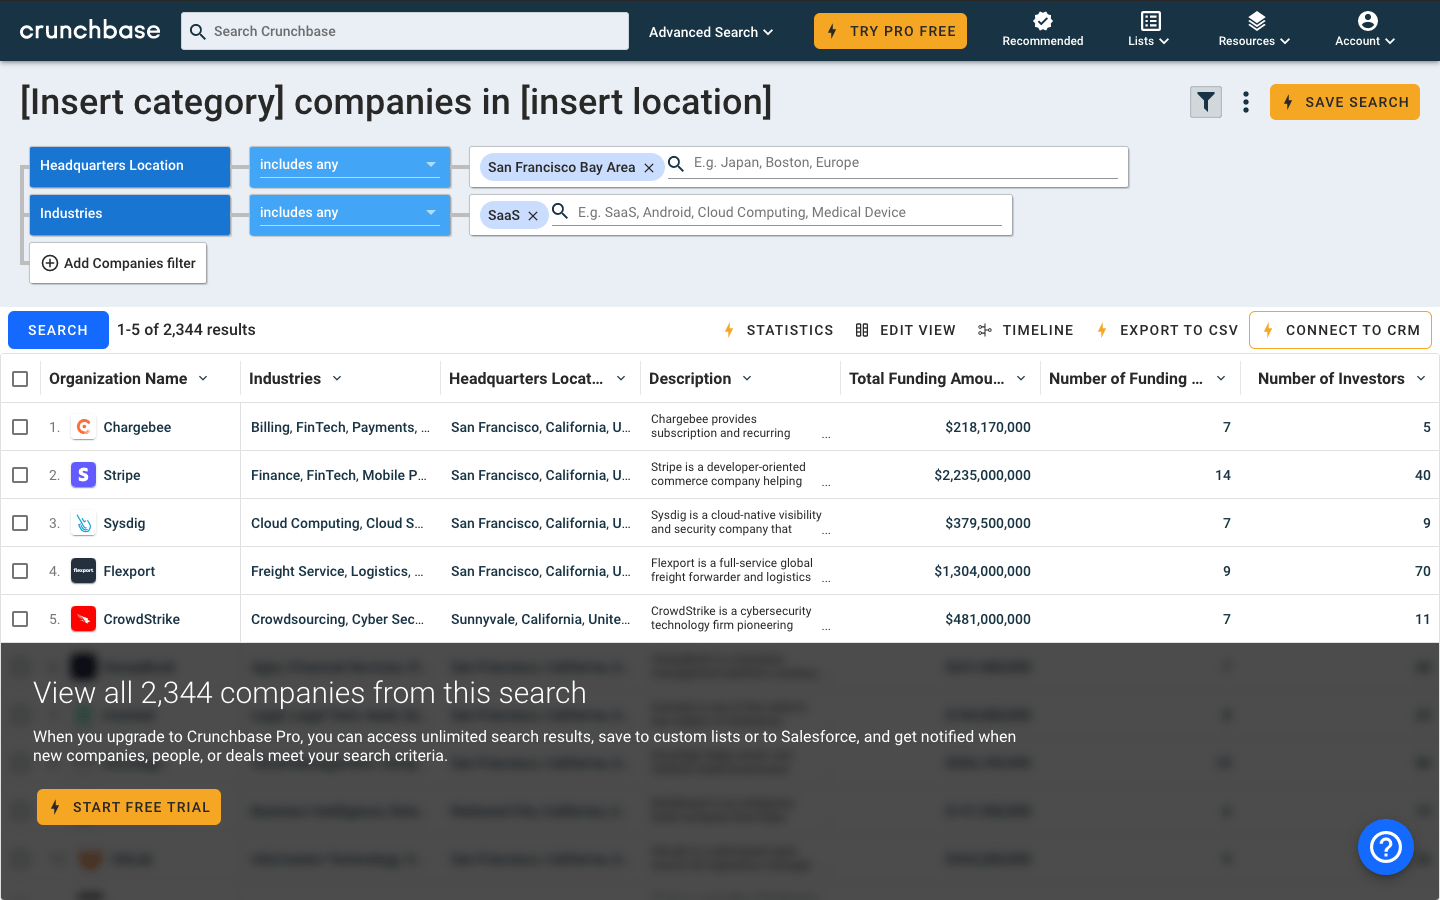 crunchbase
Search Crunchbase
Advanced Search
TRY PRO FREE
Recommended
Lists
Resources
Account
[Insert category] companies in [insert location]
SAVE SEARCH
Headquarters Location
includes any
San Francisco Bay Area
E.g. Japan, Boston, Europe
Industries
includes any
SaaS
E.g. SaaS, Android, Cloud Computing, Medical Device
Add Companies filter
SEARCH
1-5 of 2,344 results
STATISTICS
EDIT VIEW
TIMELINE
EXPORT TO CSV
CONNECT TO CRM
Organization Name
Industries
Headquarters Locat...
Description
Total Funding Amou...
Number of Funding ...
Number of Investors
1.
Chargebee
Billing, FinTech, Payments, ...
San Francisco, California, U...
Chargebee provides
subscription and recurring
...
$218,170,000
7
5
2.
S
Stripe
Finance, FinTech, Mobile P...
San Francisco, California, U...
Stripe is a developer-oriented
commerce company helping
...
$2,235,000,000
14
40
3.
Sysdig
Cloud Computing, Cloud S...
San Francisco, California, U...
Sysdig is a cloud-native visibility
and security company that
...
$379,500,000
7
9
4.
flexport
Flexport
Freight Service, Logistics, ...
San Francisco, California, U...
Flexport is a full-service global
freight forwarder and logistics
...
$1,304,000,000
9
70
5.
CrowdStrike
Crowdsourcing, Cyber Sec...
Sunnyvale, California, Unite...
CrowdStrike is a cybersecurity
technology firm pioneering
...
$481,000,000
7
11
View all 2,344 companies from this search
When you upgrade to Crunchbase Pro, you can access unlimited search results, save to custom lists or to Salesforce, and get notified when
new companies, people, or deals meet your search criteria.
START FREE TRIAL